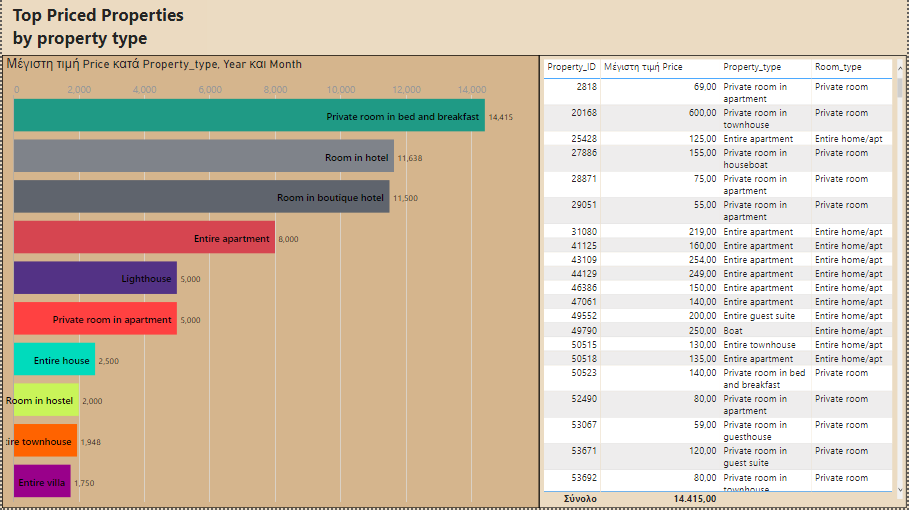 Top Priced Properties
by property type
Μέγιστη τιμή Price κατά Property_type, Year και Month
0 2,000 4,000 6,000 8,000 10,000 12,000 14,000
Private room in bed and breakfast 14,415
Room in hotel 11,638
Room in boutique hotel 11,500
Entire apartment 8,000
Lighthouse 5,000
Private room in apartment 5,000
Entire house 2,500
Room in hostel 2,000
ire townhouse 1,948
Entire villa 1,750
Property_ID Μέγιστη τιμή Price Property_type Room_type
2818 69,00 Private room in Private room
apartment
20168 600,00 Private room in Private room
townhouse
25428 125,00 Entire apartment Entire home/apt
27886 155,00 Private room in Private room
houseboat
28871 75,00 Private room in Private room
apartment
29051 55,00 Private room in Private room
apartment
31080 219,00 Entire apartment Entire home/apt
41125 160,00 Entire apartment Entire home/apt
43109 254,00 Entire apartment Entire home/apt
44129 249,00 Entire apartment Entire home/apt
46386 150,00 Entire apartment Entire home/apt
47061 140,00 Entire apartment Entire home/apt
49552 200,00 Entire guest suite Entire home/apt
49790 250,00 Boat Entire home/apt
50515 130,00 Entire townhouse Entire home/apt
50518 135,00 Entire apartment Entire home/apt
50523 140,00 Private room in bed Private room
and breakfast
52490 80,00 Private room in Private room
apartment
53067 59,00 Private room in Private room
guesthouse
53671 120,00 Private room in Private room
guest suite
53692 80,00 Private room in Private room
townhouse
Σύνολο 14.415,00